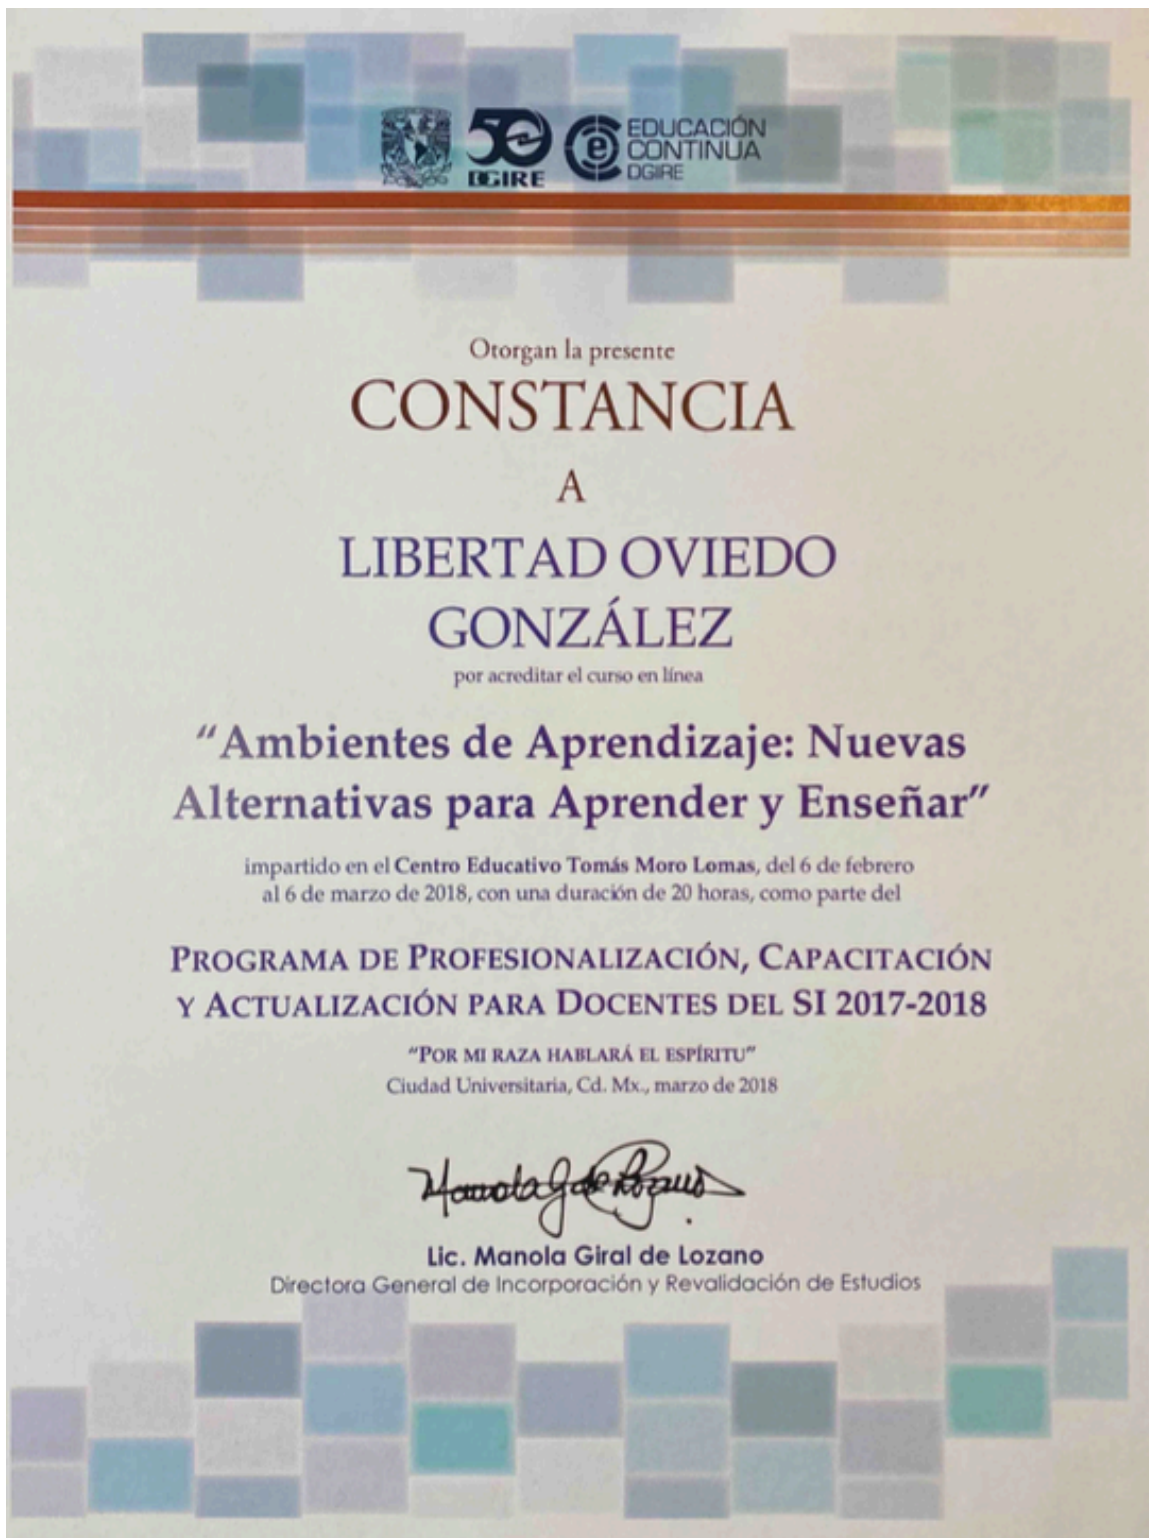 50
DGIRE
e
EDUCACIÓN
CONTINUA
DGIRE
Otorgan la presente
CONSTANCIA
A
LIBERTAD OVIEDO
GONZÁLEZ
por acreditar el curso en línea
“Ambientes de Aprendizaje: Nuevas
Alternativas para Aprender y Enseñar”
impartido en el Centro Educativo Tomás Moro Lomas, del 6 de febrero
al 6 de marzo de 2018, con una duración de 20 horas, como parte del
PROGRAMA DE PROFESIONALIZACIÓN, CAPACITACIÓN
Y ACTUALIZACIÓN PARA DOCENTES DEL SI 2017-2018
“POR MI RAZA HABLARÁ EL ESPÍRITU”
Ciudad Universitaria, Cd. Mx., marzo de 2018
Manola G de Lozano
Lic. Manola Giral de Lozano
Directora General de Incorporación y Revalidación de Estudios